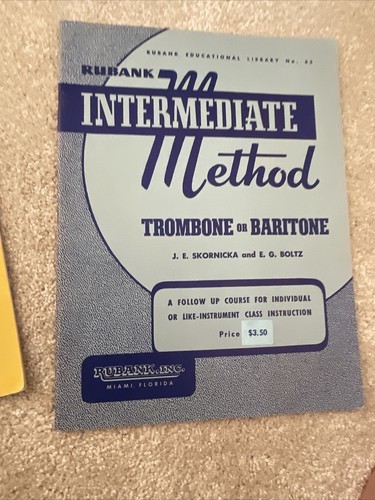 RUBANK EDUCATIONAL LIBRARY No. 63
RUBANK
INTERMEDIATE
Method
TROMBONE OR BARITONE
J. E. SKORNICKA and E. G. BOLTZ
A FOLLOW UP COURSE FOR INDIVIDUAL
OR LIKE-INSTRUMENT CLASS INSTRUCTION
Price $3.50
RUBANK, INC.
MIAMI, FLORIDA